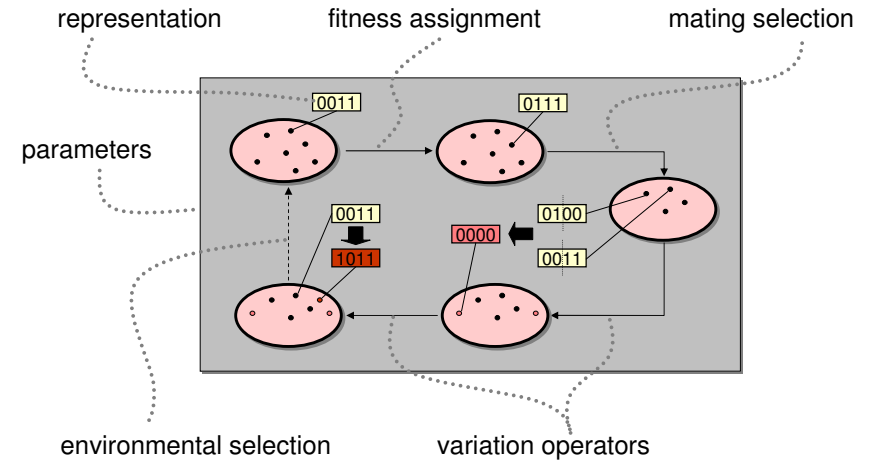 representation
fitness assignment
mating selection
0011
0111
parameters
0011
0100
0000
1011
0011
environmental selection
variation operators